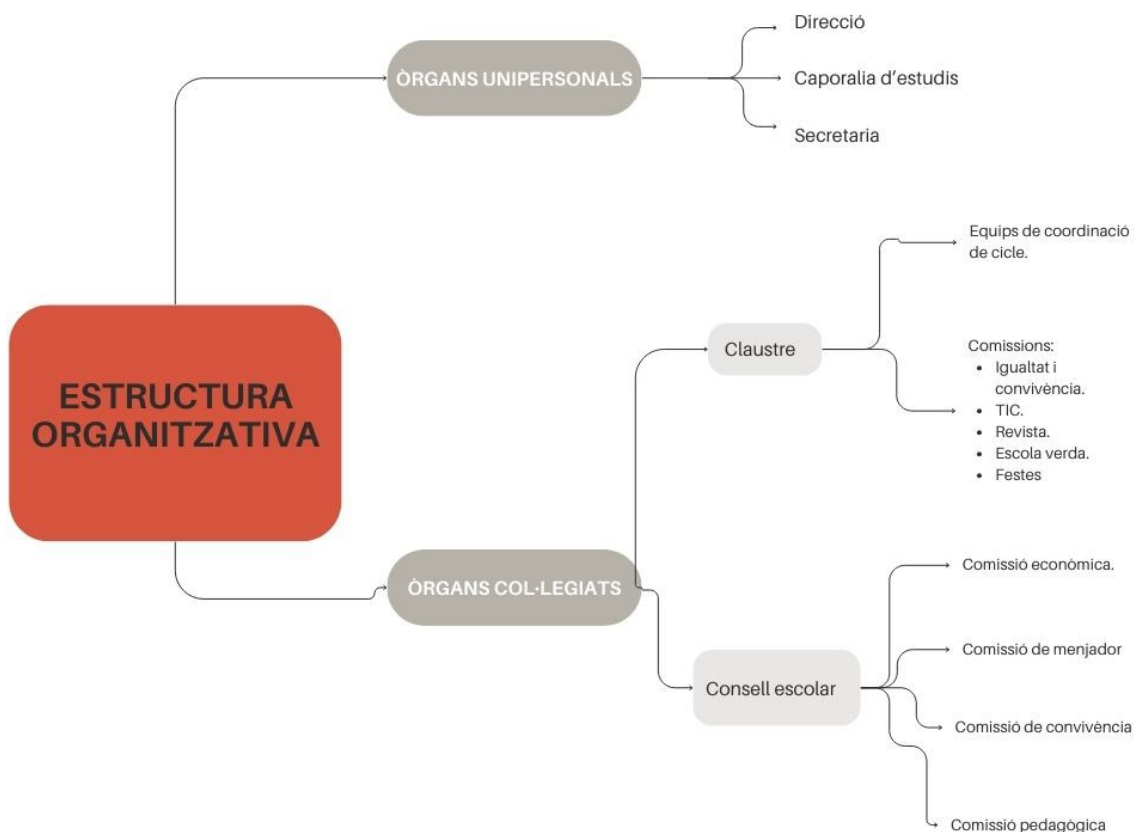 ESTRUCTURA
ORGANITZATIVA
ÒRGANS UNIPERSONALS
Direcció
Caporalia d'estudis
Secretaria
ÒRGANS COL·LEGIATS
Claustre
Equips de coordinació
de cicle.
Comissions:
• Igualtat i
convivència.
• TIC.
• Revista.
• Escola verda.
• Festes
Consell escolar
Comissió econòmica.
Comissió de menjador
Comissió de convivència
Comissió pedagògica